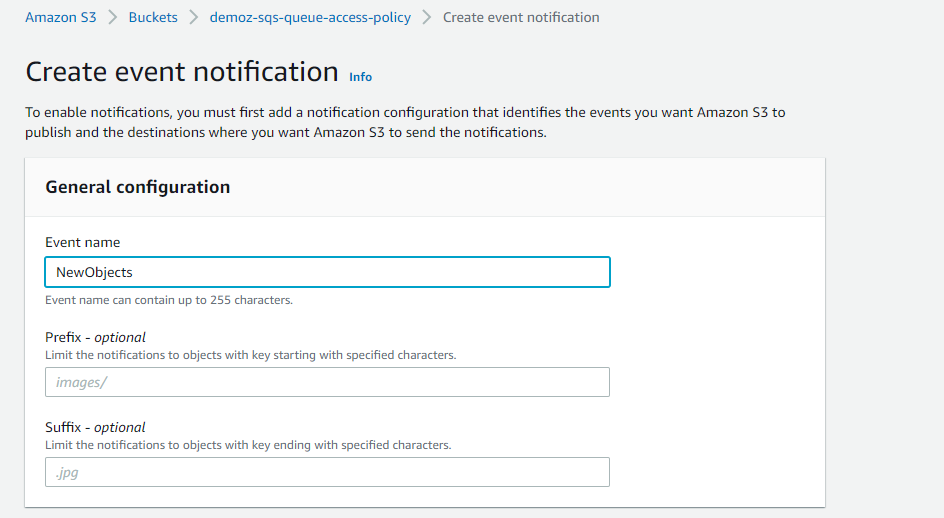 Amazon S3 > Buckets > demoz-sqs-queue-access-policy > Create event notification
Create event notification Info
To enable notifications, you must first add a notification configuration that identifies the events you want Amazon S3 to
publish and the destinations where you want Amazon S3 to send the notifications.
General configuration
Event name
NewObjects
Event name can contain up to 255 characters.
Prefix - optional
Limit the notifications to objects with key starting with specified characters.
images/
Suffix - optional
Limit the notifications to objects with key ending with specified characters.
.jpg